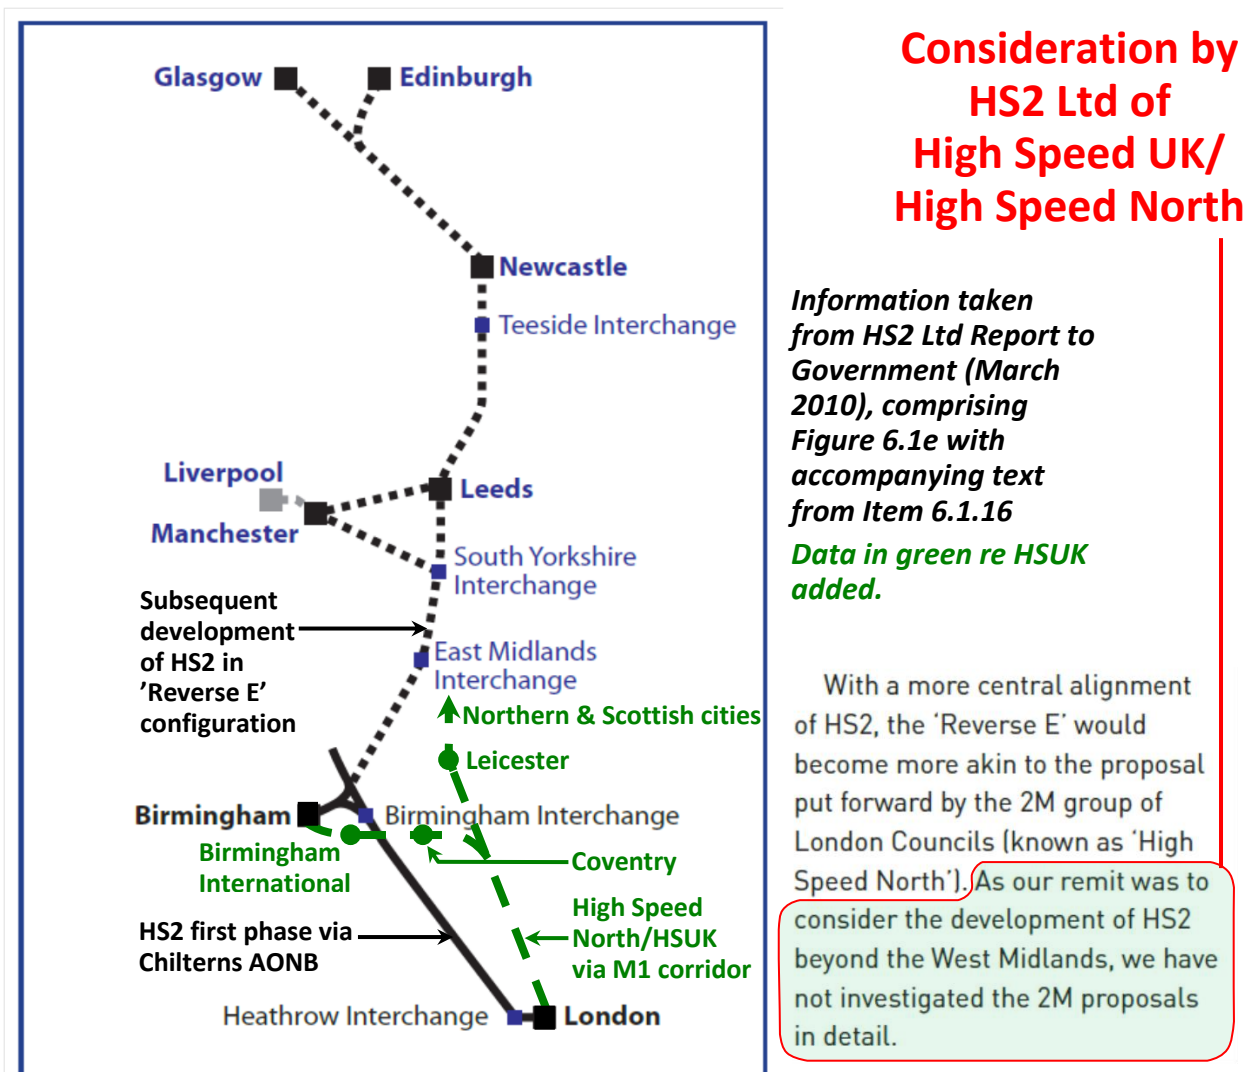 Consideration by
HS2 Ltd of
High Speed UK/
High Speed North
Glasgow
Edinburgh
Newcastle
Teeside Interchange
Liverpool
Leeds
Manchester
South Yorkshire
Interchange
Subsequent
development
of HS2 in
’Reverse E’
configuration
East Midlands
Interchange
Northern & Scottish cities
Leicester
Birmingham
Birmingham Interchange
Birmingham
International
Coventry
HS2 first phase via
Chilterns AONB
High Speed
North/HSUK
via M1 corridor
Heathrow Interchange
London
Information taken
from HS2 Ltd Report to
Government (March
2010), comprising
Figure 6.1e with
accompanying text
from Item 6.1.16
Data in green re HSUK
added.
With a more central alignment
of HS2, the ‘Reverse E’ would
become more akin to the proposal
put forward by the 2M group of
London Councils (known as ‘High
Speed North’). As our remit was to
consider the development of HS2
beyond the West Midlands, we have
not investigated the 2M proposals
in detail.